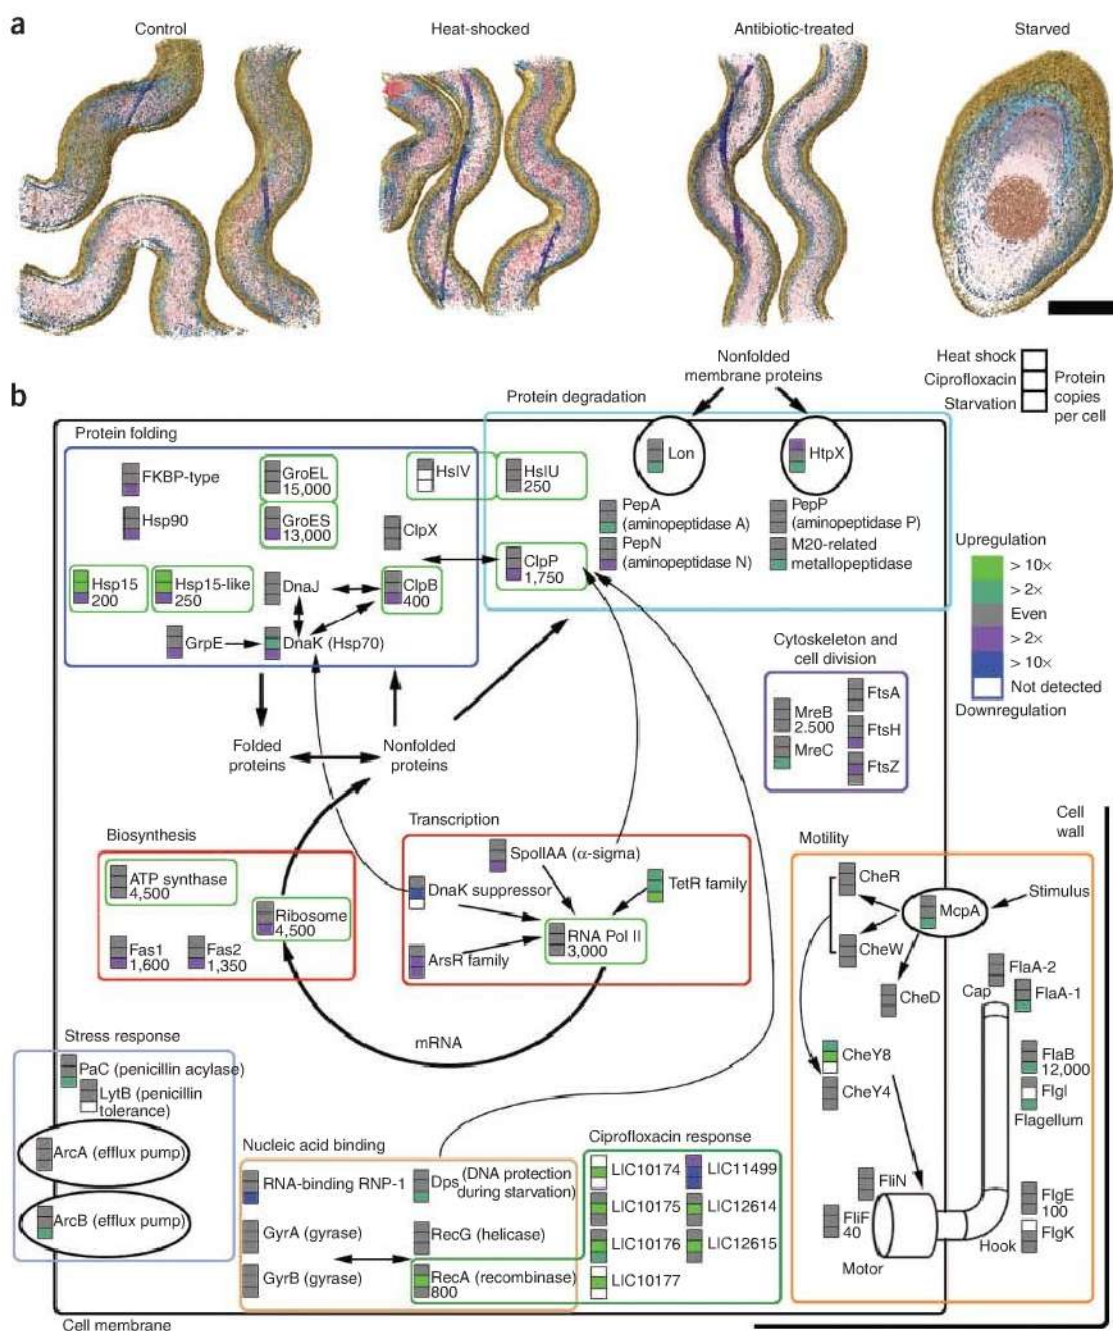 a
Control
Heat-shocked
Antibiotic-treated
Starved
b
Heat shock
Ciprofloxacin
Starvation
Protein
copies
per cell
Nonfolded
membrane proteins
Protein degradation
Protein folding
FKBP-type
GroEL
15,000
HslV
HslU
250
Lon
HtpX
Hsp90
GroES
13,000
ClpX
PepA
(aminopeptidase A)
PepP
(aminopeptidase P)
PepN
(aminopeptidase N)
M20-related
metallopeptidase
Hsp15
200
Hsp15-like
250
DnaJ
ClpB
400
ClpP
1,750
GrpE
DnaK (Hsp70)
Upregulation
> 10×
> 2×
Even
> 2×
> 10×
Not detected
Downregulation
Cytoskeleton and
cell division
MreB
2.500
MreC
FtsA
FtsH
FtsZ
Folded
proteins
Nonfolded
proteins
Biosynthesis
ATP synthase
4,500
Ribosome
4,500
Fas1
1,600
Fas2
1,350
Transcription
SpoIIAA (α-sigma)
DnaK suppressor
TetR family
RNA Pol II
3,000
ArsR family
mRNA
Cell
wall
Motility
CheR
McpA
Stimulus
CheW
CheD
FlaA-2
Cap
FlaA-1
CheY8
CheY4
FlaB
12,000
FlgI
Flagellum
FliN
FliF
40
Motor
Hook
FlgE
100
FlgK
Stress response
PaC (penicillin acylase)
LytB (penicillin
tolerance)
ArcA (efflux pump)
ArcB (efflux pump)
Nucleic acid binding
RNA-binding RNP-1
Dps (DNA protection
during starvation)
GyrA (gyrase)
RecG (helicase)
GyrB (gyrase)
RecA (recombinase)
800
Ciprofloxacin response
LIC10174
LIC11499
LIC10175
LIC12614
LIC10176
LIC12615
LIC10177
Cell membrane